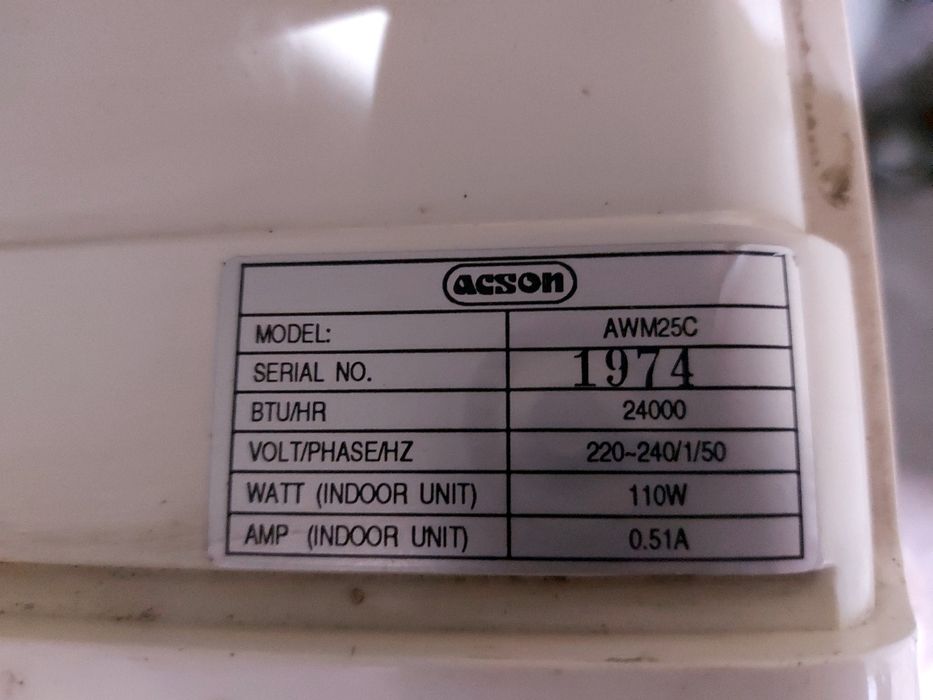 acson
MODEL: AWM25C
SERIAL NO. 1974
BTU/HR 24000
VOLT/PHASE/HZ 220~240/1/50
WATT (INDOOR UNIT) 110W
AMP (INDOOR UNIT) 0.51A